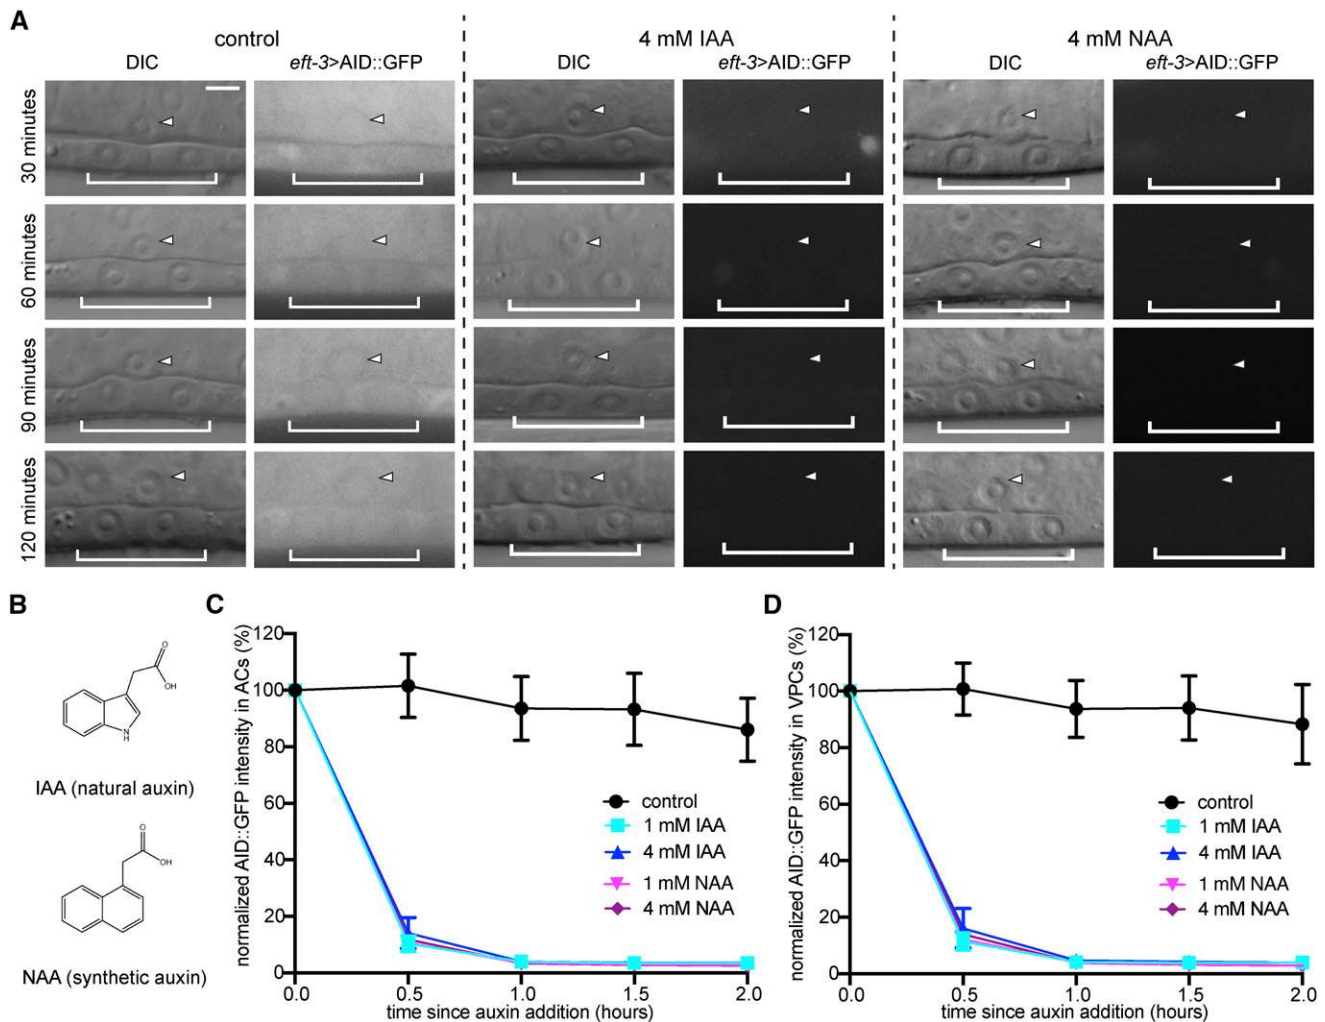 A
control
4 mM IAA
4 mM NAA
DIC
eft-3>AID::GFP
DIC
eft-3>AID::GFP
DIC
eft-3>AID::GFP
30 minutes
60 minutes
90 minutes
120 minutes
B
O
OH
N
H
IAA (natural auxin)
O
OH
NAA (synthetic auxin)
C
normalized AID::GFP intensity in ACs (%)
120
100
80
60
40
20
0
0.0
0.5
1.0
1.5
2.0
time since auxin addition (hours)
control
1 mM IAA
4 mM IAA
1 mM NAA
4 mM NAA
D
normalized AID::GFP intensity in VPCs (%)
120
100
80
60
40
20
0
0.0
0.5
1.0
1.5
2.0
time since auxin addition (hours)
control
1 mM IAA
4 mM IAA
1 mM NAA
4 mM NAA